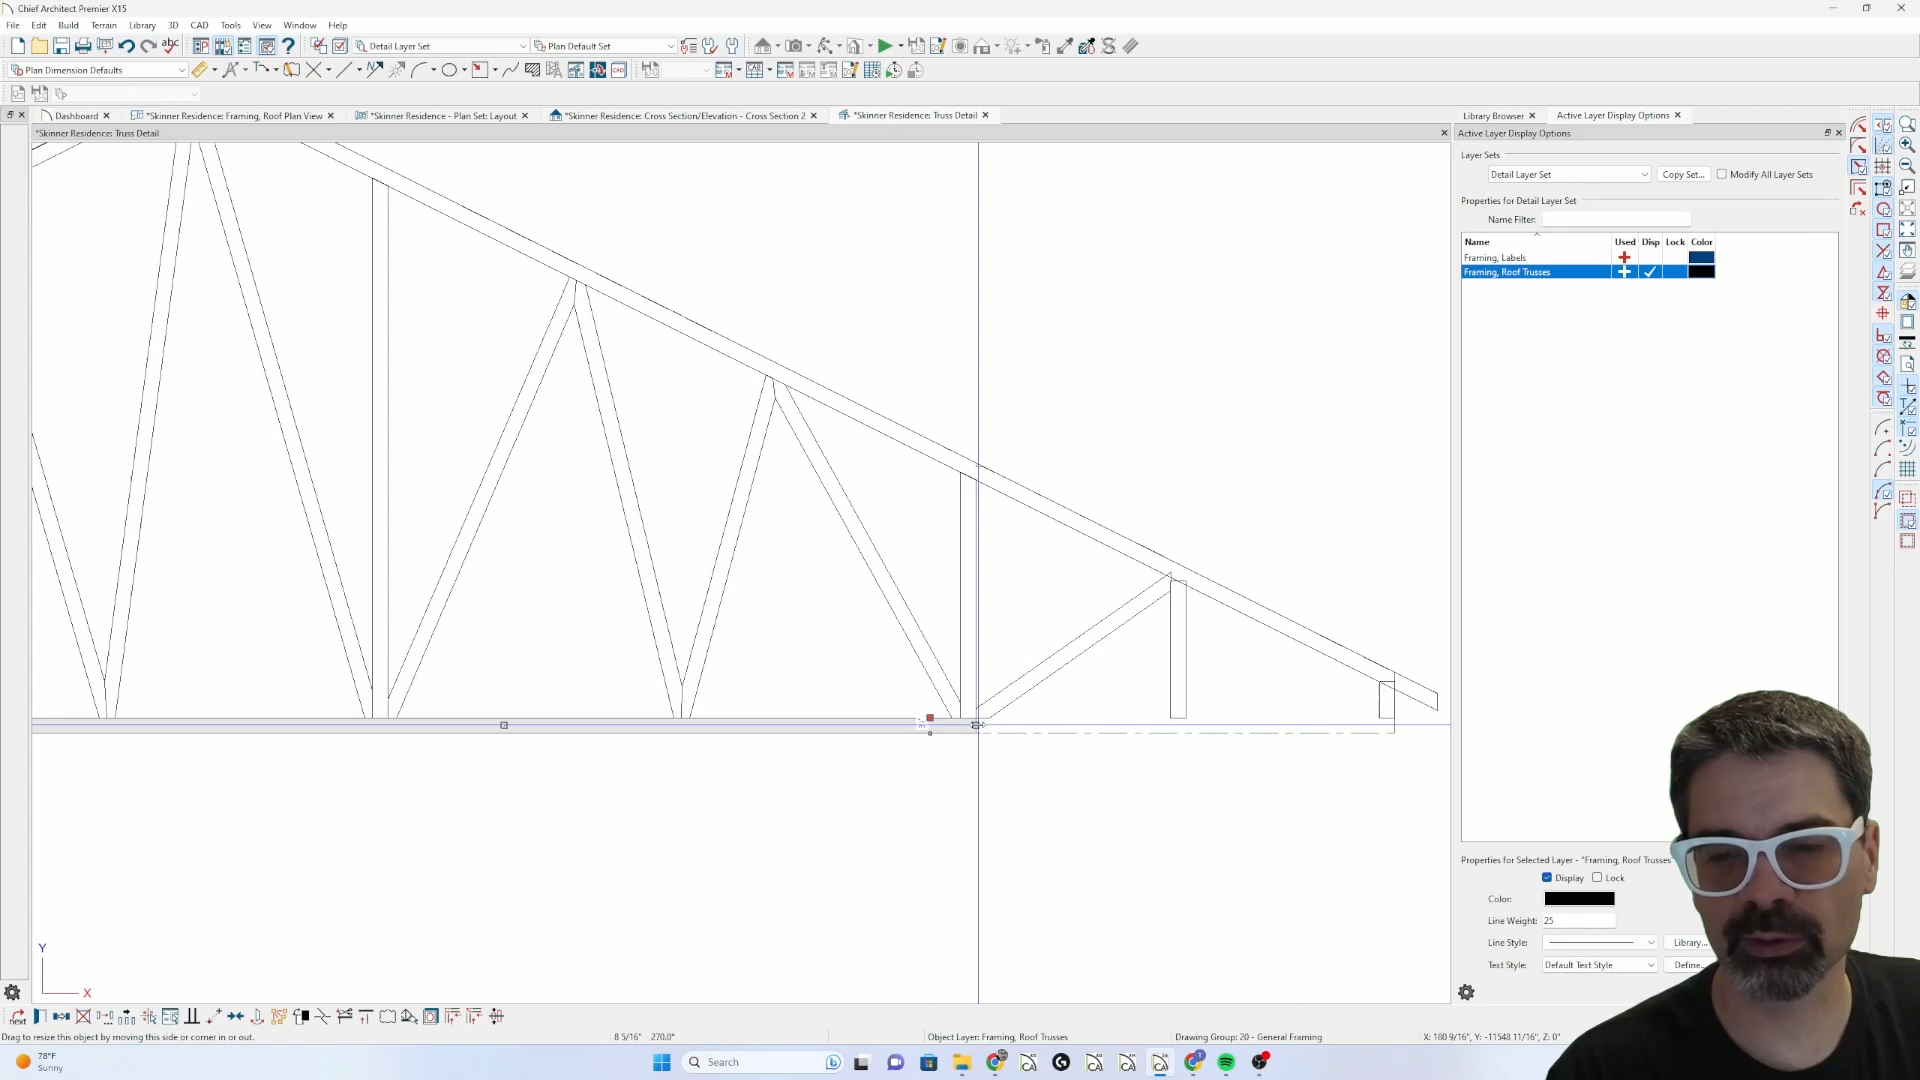 Chief Architect Premier X15
File Edit Build Terrain Library 3D CAD Tools View Window Help
abc Detail Layer Set Plan Default Set
Plan Dimension Defaults
Dashboard *Skinner Residence: Framing, Roof Plan View *Skinner Residence - Plan Set: Layout *Skinner Residence: Cross Section/Elevation - Cross Section 2 *Skinner Residence: Truss Detail Library Browser Active Layer Display Options
*Skinner Residence: Truss Detail
Active Layer Display Options
Layer Sets
Detail Layer Set Copy Set... Modify All Layer Sets
Properties for Detail Layer Set
Name Filter:
Name Used Disp Lock Color
Framing, Labels
Framing, Roof Trusses
Properties for Selected Layer - "Framing, Roof Trusses
Display Lock
Color:
Line Weight: 25
Line Style: Library...
Text Style: Default Text Style Define...
Y
X
next
Drag to resize this object by moving this side or corner in or out. 8 5/16" 270.0° Object Layer: Framing, Roof Trusses Drawing Group: 20 - General Framing X: 180 9/16", Y: -11548 11/16", Z: 0"
78°F
Sunny
Search